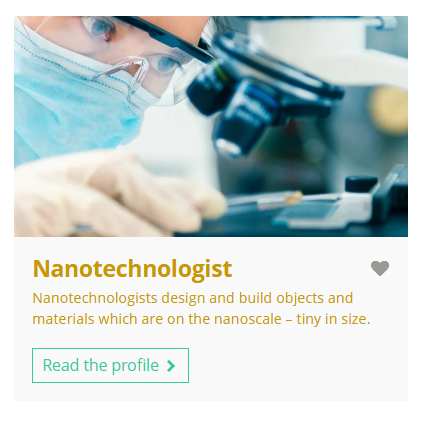 Nanotechnologist
Nanotechnologists design and build objects and
materials which are on the nanoscale – tiny in size.
Read the profile